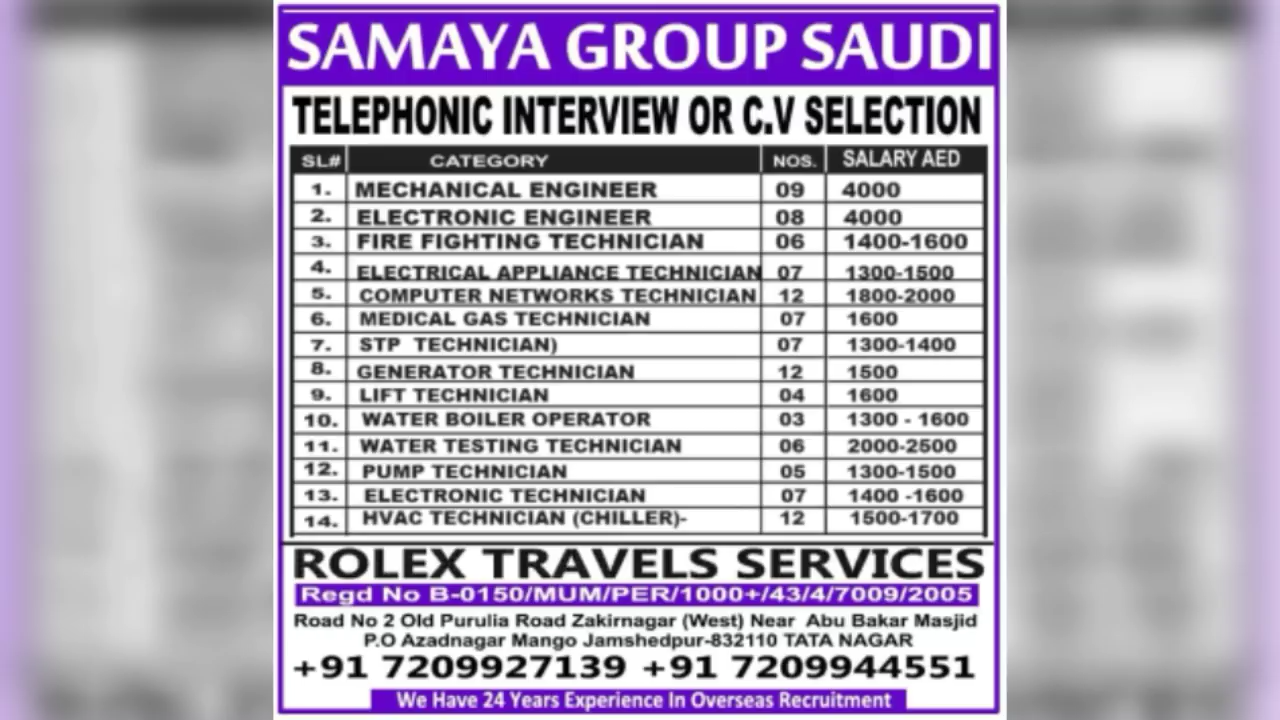 SAMAYA GROUP SAUDI
TELEPHONIC INTERVIEW OR C.V SELECTION
SL# CATEGORY NOS. SALARY AED
1. MECHANICAL ENGINEER 09 4000
2. ELECTRONIC ENGINEER 08 4000
3. FIRE FIGHTING TECHNICIAN 06 1400-1600
4. ELECTRICAL APPLIANCE TECHNICIAN 07 1300-1500
5. COMPUTER NETWORKS TECHNICIAN 12 1800-2000
6. MEDICAL GAS TECHNICIAN 07 1600
7. STP TECHNICIAN) 07 1300-1400
8. GENERATOR TECHNICIAN 12 1500
9. LIFT TECHNICIAN 04 1600
10. WATER BOILER OPERATOR 03 1300 - 1600
11. WATER TESTING TECHNICIAN 06 2000-2500
12. PUMP TECHNICIAN 05 1300-1500
13. ELECTRONIC TECHNICIAN 07 1400 -1600
14. HVAC TECHNICIAN (CHILLER)- 12 1500-1700
ROLEX TRAVELS SERVICES
Regd No B-0150/MUM/PER/1000+/43/4/7009/2005
Road No 2 Old Purulia Road Zakirnagar (West) Near Abu Bakar Masjid
P.O Azadnagar Mango Jamshedpur-832110 TATA NAGAR
+91 7209927139 +91 7209944551
We Have 24 Years Experience In Overseas Recruitment